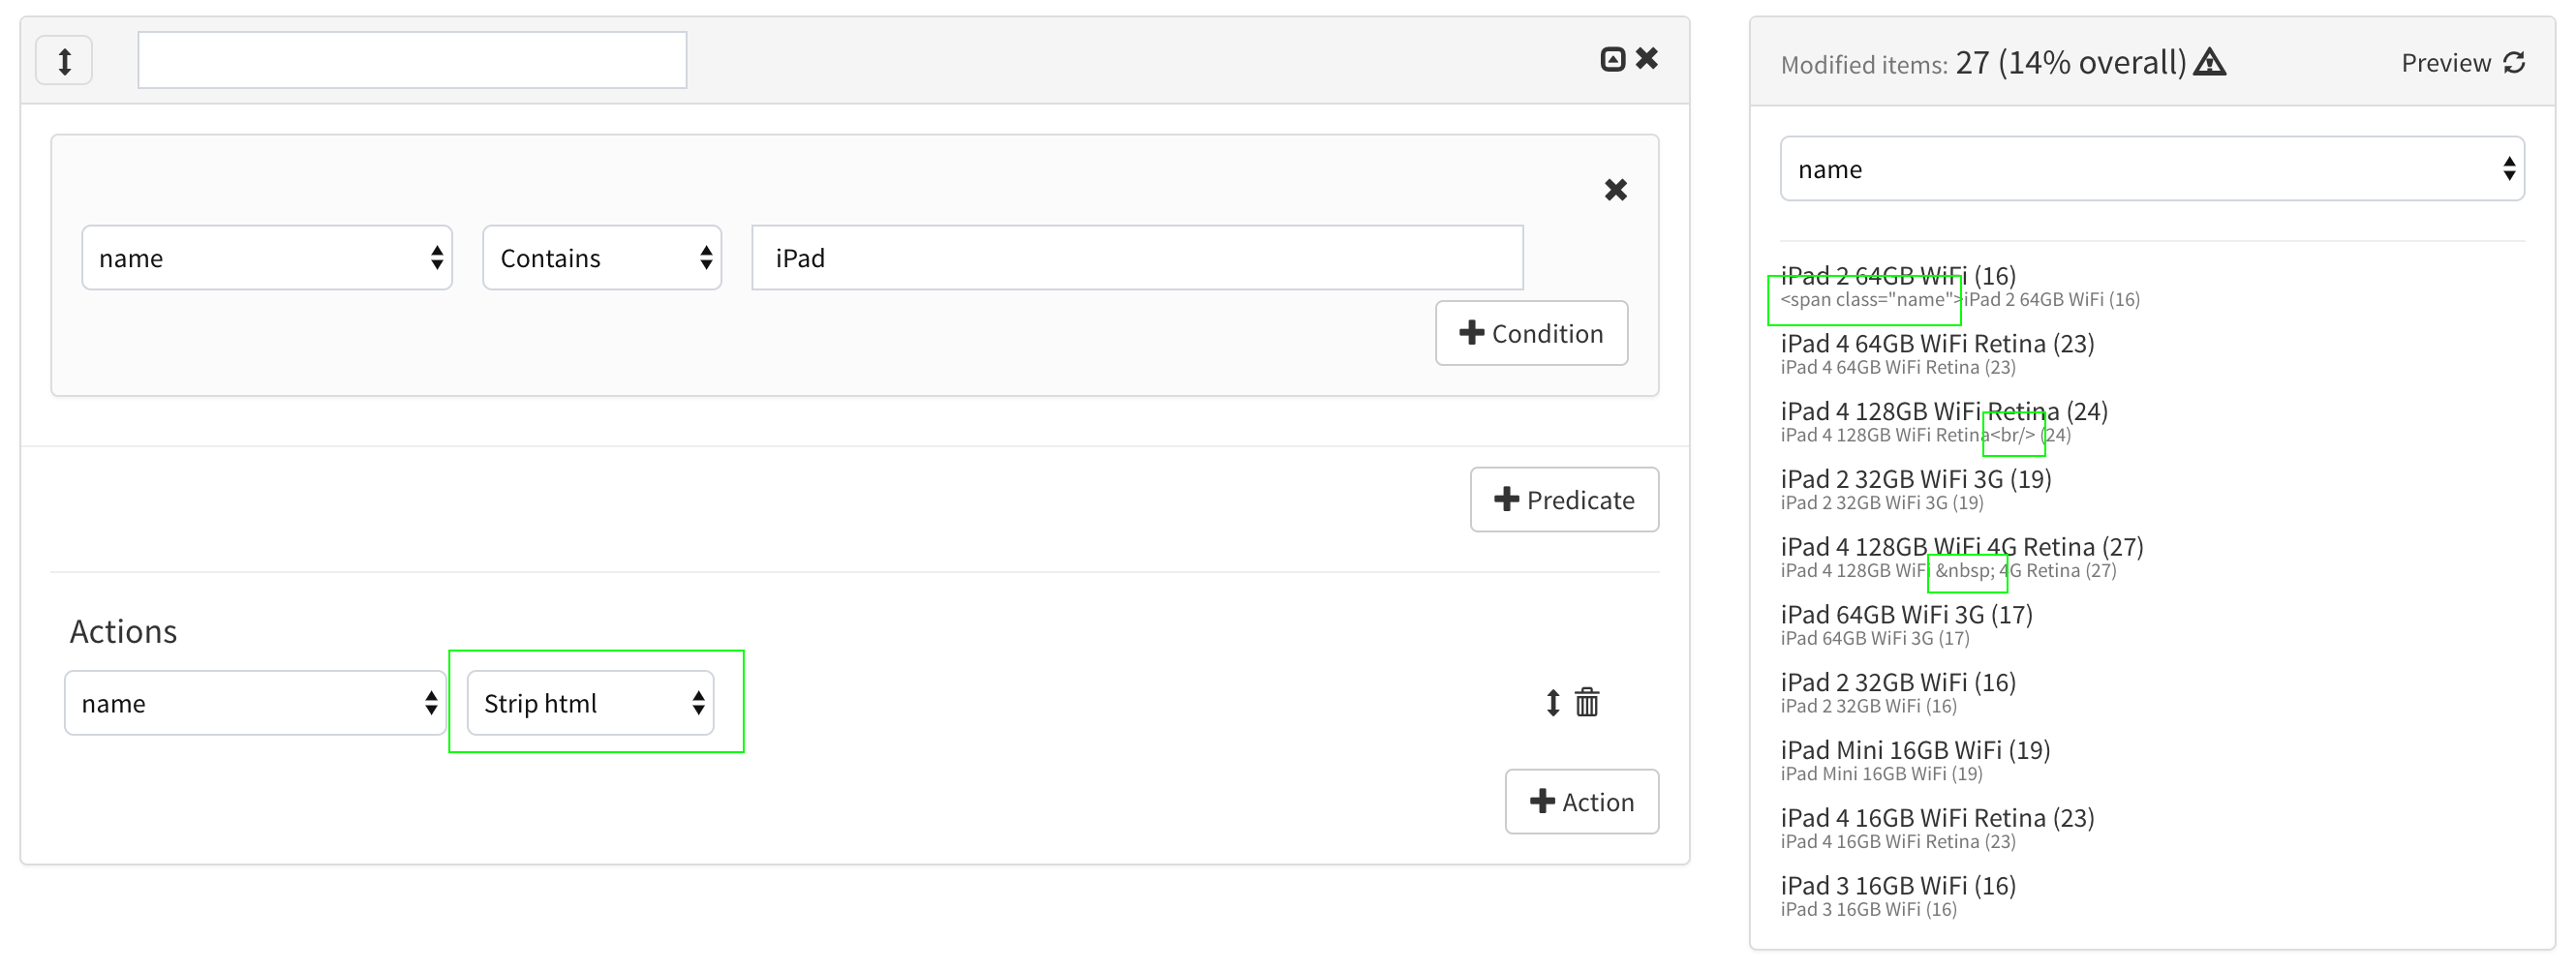 name
Contains
iPad
Condition
Predicate
Actions
name
Strip html
Action
Modified items: 27 (14% overall)
Preview
name
iPad 2 64GB WiFi (16)
<span class="name">iPad 2 64GB WiFi (16)
iPad 4 64GB WiFi Retina (23)
iPad 4 64GB WiFi Retina (23)
iPad 4 128GB WiFi Retina (24)
iPad 4 128GB WiFi Retina<br/> (24)
iPad 2 32GB WiFi 3G (19)
iPad 2 32GB WiFi 3G (19)
iPad 4 128GB WiFi 4G Retina (27)
iPad 4 128GB WiFi &nbsp; 4G Retina (27)
iPad 64GB WiFi 3G (17)
iPad 64GB WiFi 3G (17)
iPad 2 32GB WiFi (16)
iPad 2 32GB WiFi (16)
iPad Mini 16GB WiFi (19)
iPad Mini 16GB WiFi (19)
iPad 4 16GB WiFi Retina (23)
iPad 4 16GB WiFi Retina (23)
iPad 3 16GB WiFi (16)
iPad 3 16GB WiFi (16)